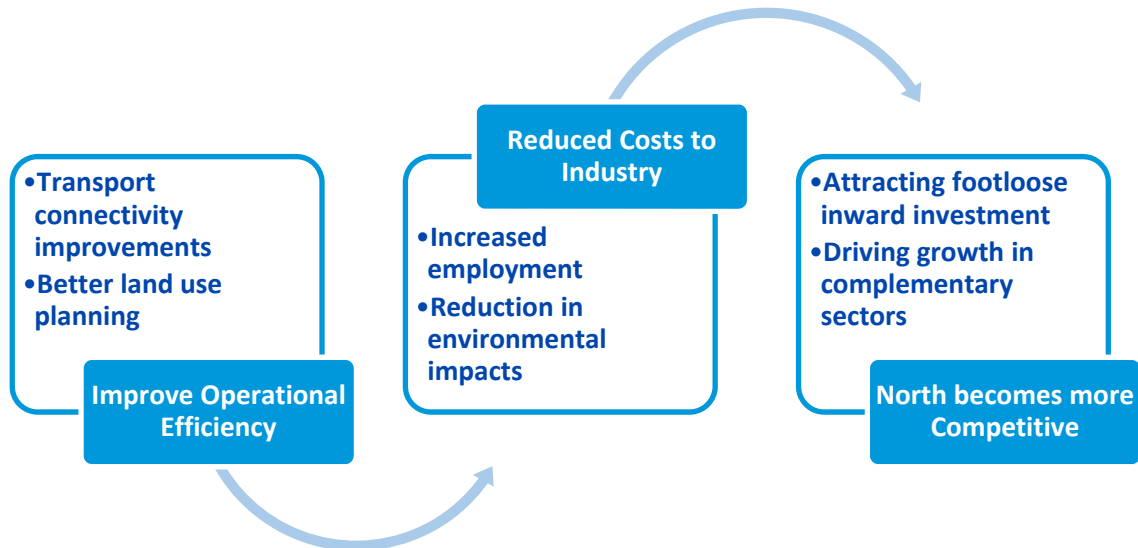 •Transport
connectivity
improvements
•Better land use
planning
Improve Operational
Efficiency
Reduced Costs to
Industry
•Increased
employment
•Reduction in
environmental
impacts
•Attracting footloose
inward investment
•Driving growth in
complementary
sectors
North becomes more
Competitive